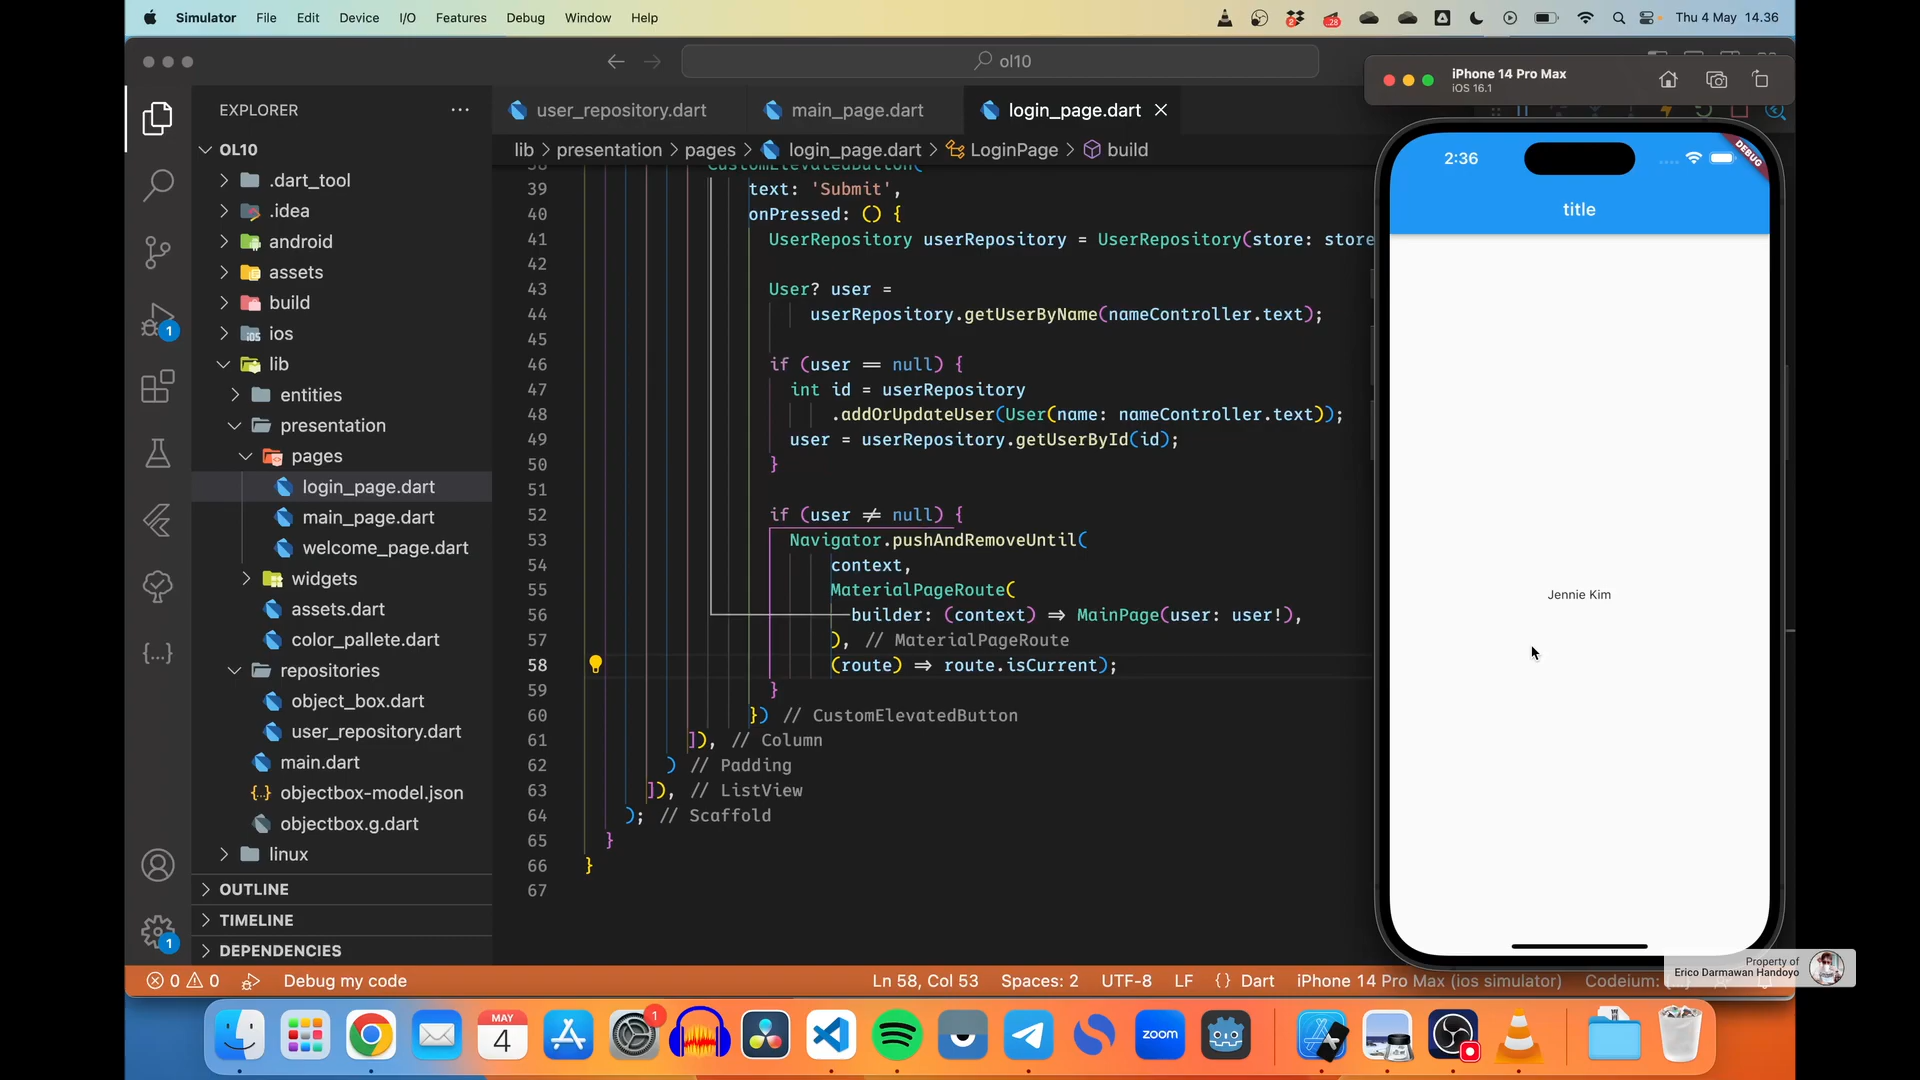 Simulator File Edit Device I/O Features Debug Window Help
Thu 4 May 14.36
ol10
EXPLORER
OL10
.dart_tool
.idea
android
assets
build
ios
lib
entities
presentation
pages
login_page.dart
main_page.dart
welcome_page.dart
widgets
assets.dart
color_pallete.dart
repositories
object_box.dart
user_repository.dart
main.dart
objectbox-model.json
objectbox.g.dart
linux
OUTLINE
TIMELINE
DEPENDENCIES
1
1
user_repository.dart main_page.dart login_page.dart
lib > presentation > pages > login_page.dart > LoginPage > build
38 CustomElevatedButton(
39 text: 'Submit',
40 onPressed: () {
41 UserRepository userRepository = UserRepository(store: store
42
43 User? user =
44 userRepository.getUserByName(nameController.text);
45
46 if (user == null) {
47 int id = userRepository
48 .addOrUpdateUser(User(name: nameController.text));
49 user = userRepository.getUserById(id);
50 }
51
52 if (user != null) {
53 Navigator.pushAndRemoveUntil(
54 context,
55 MaterialPageRoute(
56 builder: (context) => MainPage(user: user!),
57 ), // MaterialPageRoute
58 (route) => route.isCurrent);
59 }
60 }) // CustomElevatedButton
61 ]), // Column
62 ) // Padding
63 ]), // ListView
64 ); // Scaffold
65 }
66 }
67
iPhone 14 Pro Max
iOS 16.1
2:36
DEBUG
title
Jennie Kim
Property of
Erico Darmawan Handoyo
0 0 Debug my code
Ln 58, Col 53 Spaces: 2 UTF-8 LF {} Dart iPhone 14 Pro Max (ios simulator) Codeium:
MAY
4
1
zoom